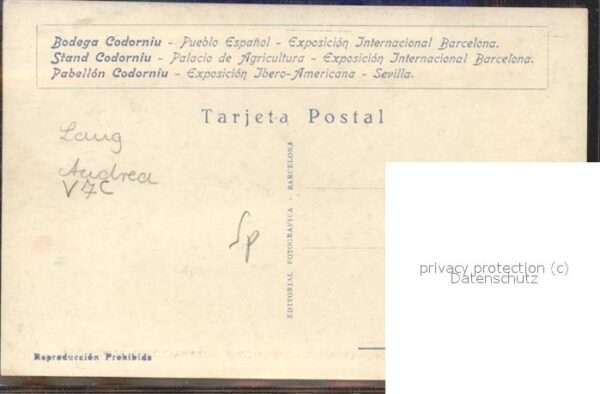 Bodega Codorniu - Pueblo Español - Exposición Internacional Barcelona.
Stand Codorniu - Palacio de Agricultura - Exposición Internacional Barcelona.
Pabellón Codorniu - Exposición Ibero-Americana - Sevilla.
Tarjeta Postal
Lang
Andrea
V7C
Sp
EDITORIAL FOTOGRAFICA - BARCELONA
privacy protection (c)
Datenschutz
Reproducción Prohibida